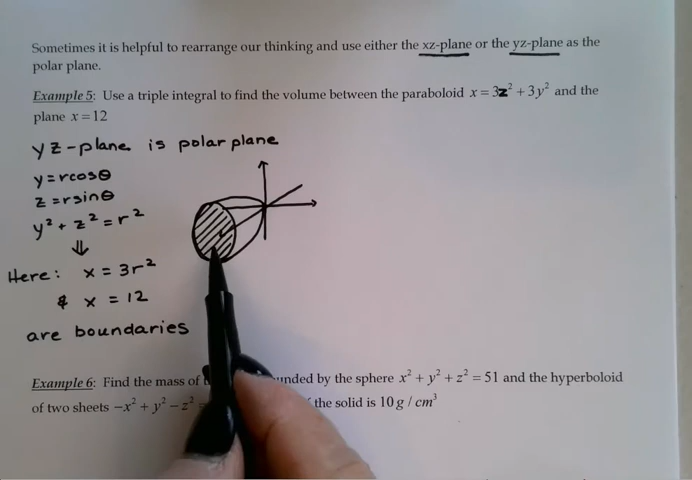 Sometimes it is helpful to rearrange our thinking and use either the xz-plane or the yz-plane as the
polar plane.
Example 5: Use a triple integral to find the volume between the paraboloid x = 3z² + 3y² and the
plane x = 12
yz-plane is polar plane
y = r cosθ
z = r sinθ
y² + z² = r²
⇓
Here: x = 3r²
& x = 12
are boundaries
Example 6: Find the mass of bounded by the sphere x² + y² + z² = 51 and the hyperboloid
of two sheets −x² + y² − z² = the solid is 10 g / cm³